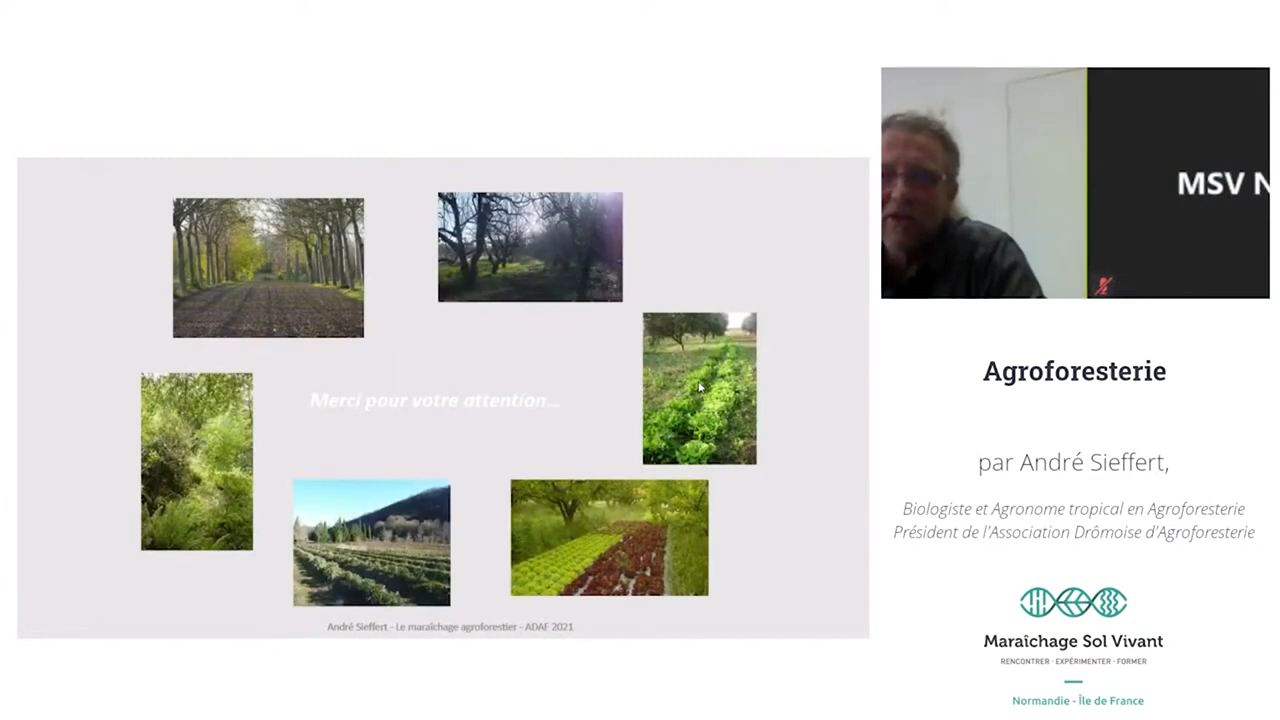 Merci pour votre attention...
André Sieffert - Le maraîchage agroforestier - ADAF 2021
MSV N
Agroforesterie
par André Sieffert,
Biologiste et Agronome tropical en Agroforesterie
Président de l'Association Drômoise d'Agroforesterie
Maraîchage Sol Vivant
RENCONTRER · EXPÉRIMENTER · FORMER
Normandie - Île de France